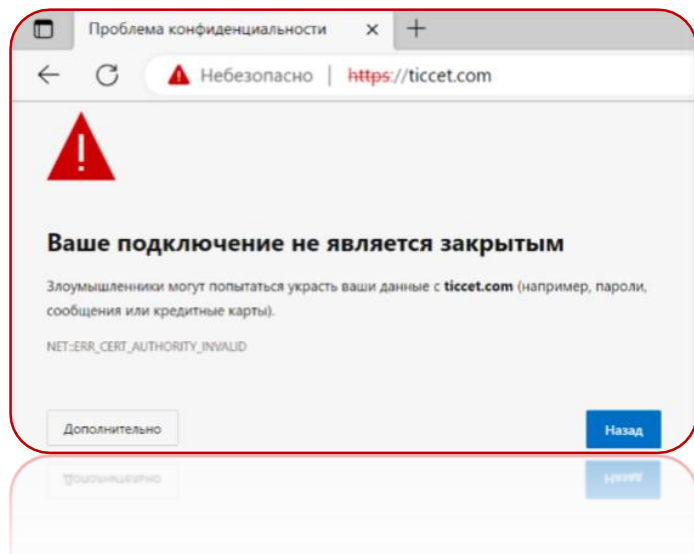 Проблема конфиденциальности
Небезопасно | https://ticcet.com
Ваше подключение не является закрытым
Злоумышленники могут попытаться украсть ваши данные с ticcet.com (например, пароли,
сообщения или кредитные карты).
NET::ERR_CERT_AUTHORITY_INVALID
Дополнительно Назад